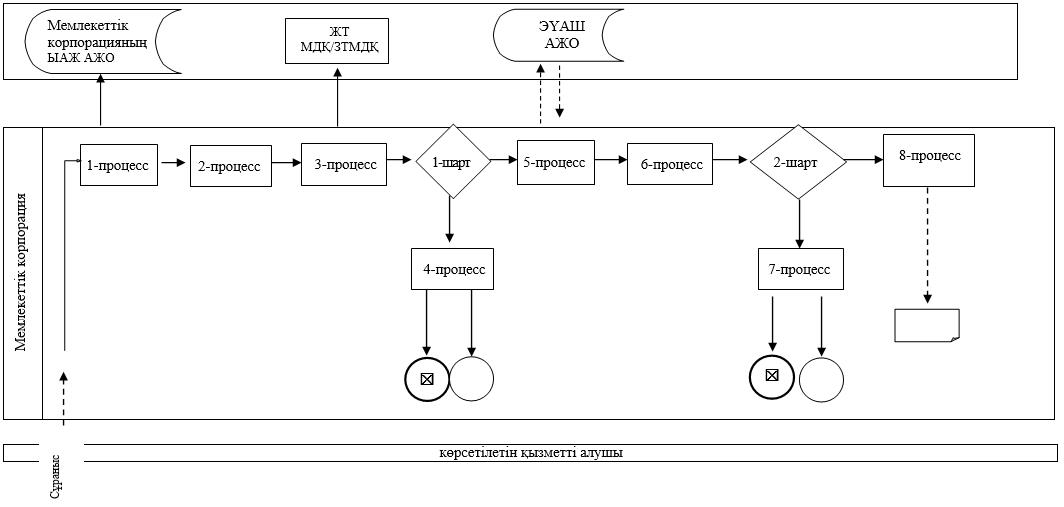 Мемлекеттік
корпорацияның
ЫАЖ АЖО
ЖТ
МДҚ/ЗТМДҚ
ЭҮАШ
АЖО
Мемлекеттік корпорация
1-процесс
2-процесс
3-процесс
1-шарт
5-процесс
6-процесс
2-шарт
8-процесс
4-процесс
7-процесс
Сұраныс
көрсетілетін қызметті алушы